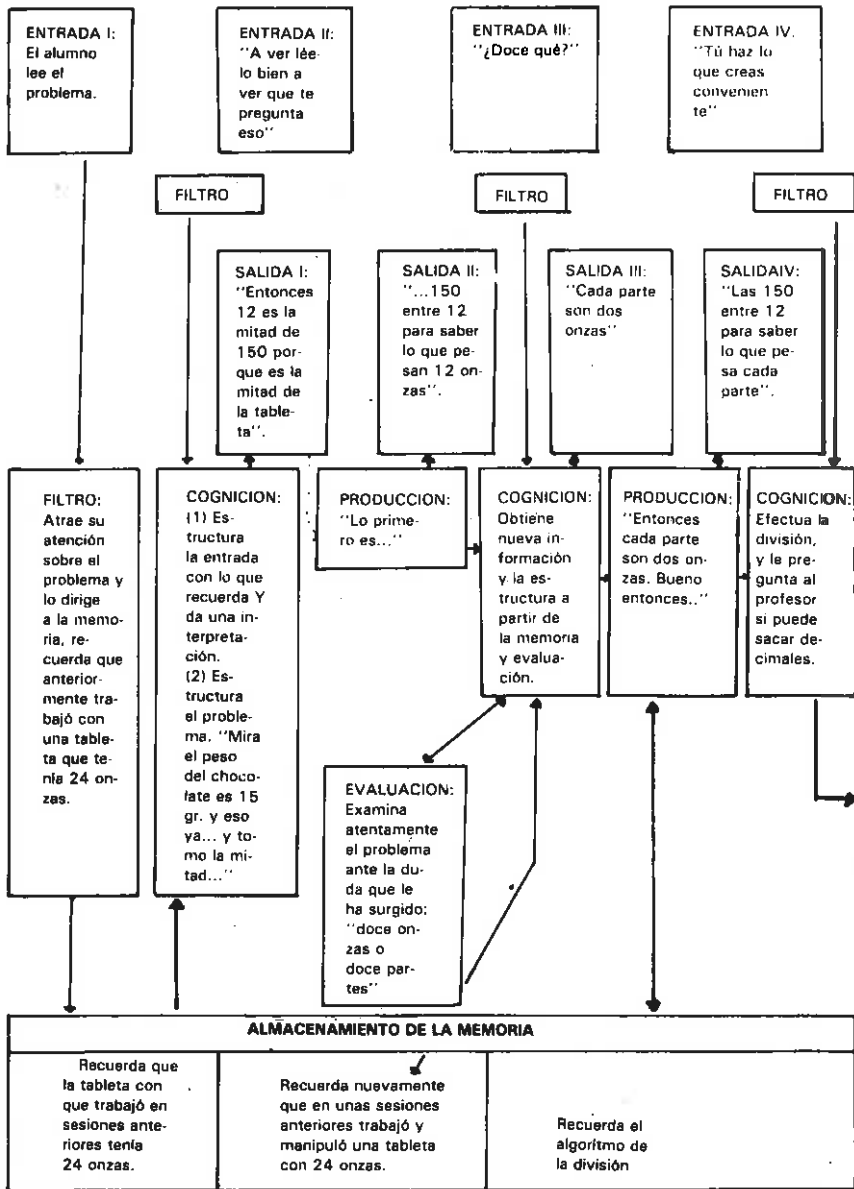 ENTRADA I:
El alumno
lee el
problema.
ENTRADA II:
"A ver lée-
lo bien a
ver que te
pregunta
eso"
ENTRADA III:
"¿Doce qué?"
ENTRADA IV.
"Tú haz lo
que creas
convenien
te"
FILTRO
FILTRO
FILTRO
SALIDA I:
"Entonces
12 es la
mitad de
150 por-
que es la
mitad de
la table-
ta".
SALIDA II:
"...150
entre 12
para saber
lo que pe-
san 12 on-
zas".
SALIDA III:
"Cada parte
son dos
onzas"
SALIDAIV:
"Las 150
entre 12
para saber
lo que pe-
sa cada
parte".
FILTRO:
Atrae su
atención
sobre el
problema y
lo dirige
a la memo-
ria, re-
cuerda que
anterior-
mente tra-
bajó con
una table-
ta que te-
nía 24 on-
zas.
COGNICION:
(1) Es-
tructura
la entrada
con lo que
recuerda Y
da una in-
terpreta-
ción.
(2) Es-
tructura
el proble-
ma. "Mira
el peso
del choco-
late es 15
gr. y eso
ya... y to-
mo la mi-
tad..."
PRODUCCION:
"Lo prime-
ro es..."
COGNICION:
Obtiene
nueva in-
formación
y la es-
tructura a
partir de
la memoria
y evalua-
ción.
PRODUCCION:
"Entonces
cada parte
son dos on-
zas. Bueno
entonces.."
COGNICION:
Efectua la
división,
y le pre-
gunta al
profesor
si puede
sacar de-
cimales.
EVALUACION:
Examina
atentamente
el problema
ante la du-
da que le
ha surgido:
"doce on-
zas o
doce par-
tes"
ALMACENAMIENTO DE LA MEMORIA
Recuerda que
la tableta con
que trabajó en
sesiones ante-
riores tenía
24 onzas.
Recuerda nuevamente
que en unas sesiones
anteriores trabajó y
manipuló una tableta
con 24 onzas.
Recuerda el
algorítmo de
la división